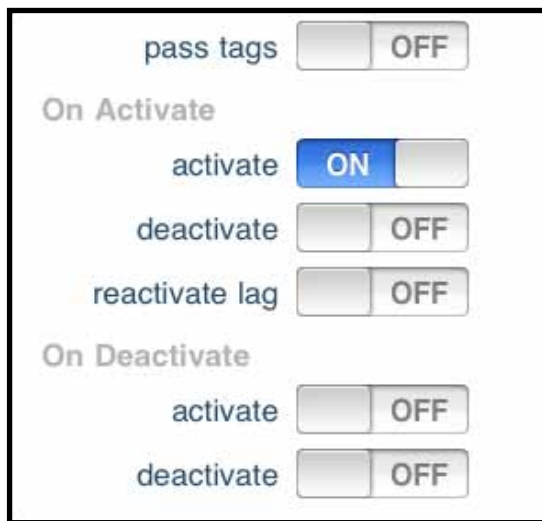 pass tags OFF
On Activate
activate ON
deactivate OFF
reactivate lag OFF
On Deactivate
activate OFF
deactivate OFF